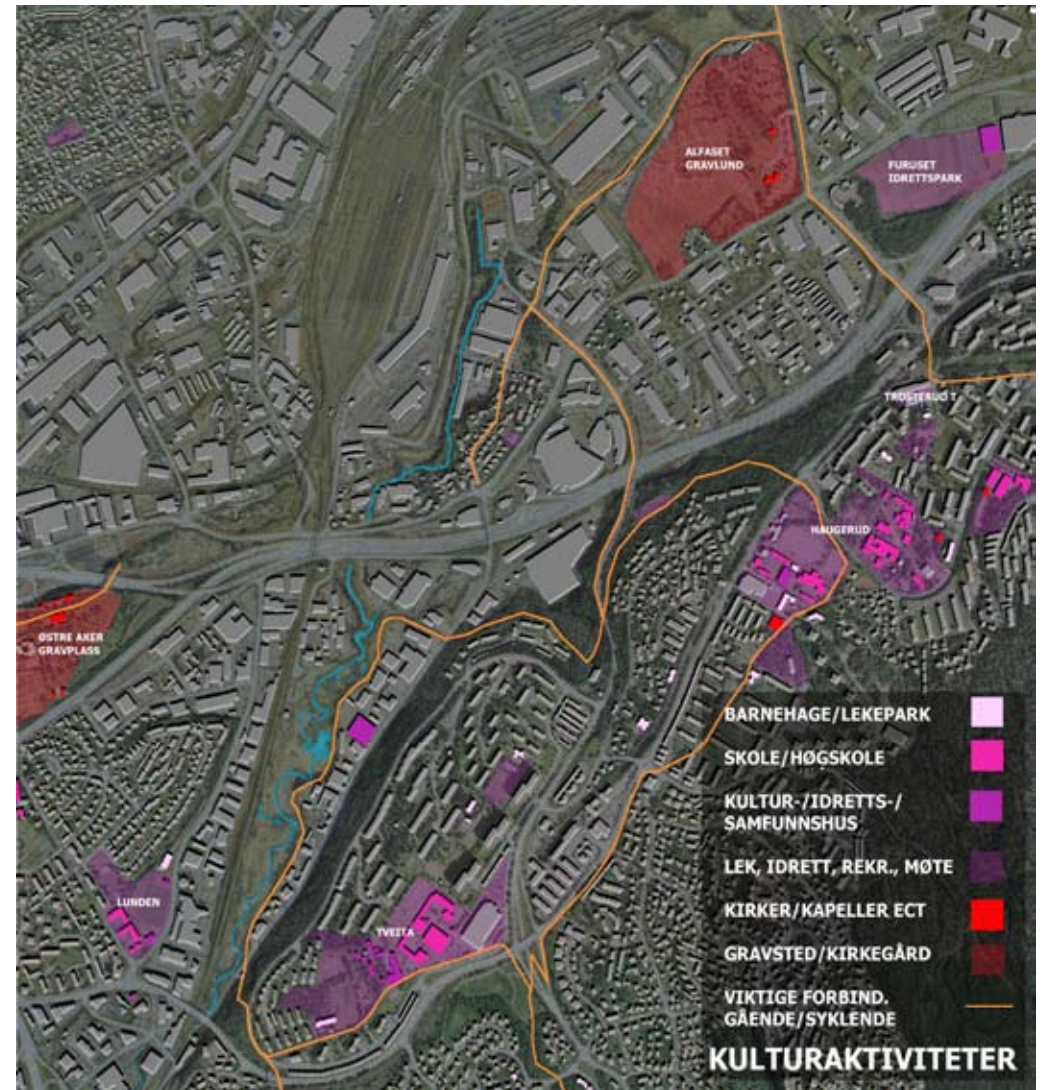 ALFASET
GRAVLUND
FURUSET
IDRETTSPARK
TROSTERUD T
HAUGERUD
ØSTRE AKER
GRAVPLASS
LUNDEN
TVEITA
BARNEHAGE/LEKEPARK
SKOLE/HØGSKOLE
KULTUR-/IDRETTS-/
SAMFUNNSHUS
LEK, IDRETT, REKR., MØTE
KIRKER/KAPELLER ECT
GRAVSTED/KIRKEGÅRD
VIKTIGE FORBIND.
GÅENDE/SYKLENDE
KULTURAKTIVITETER